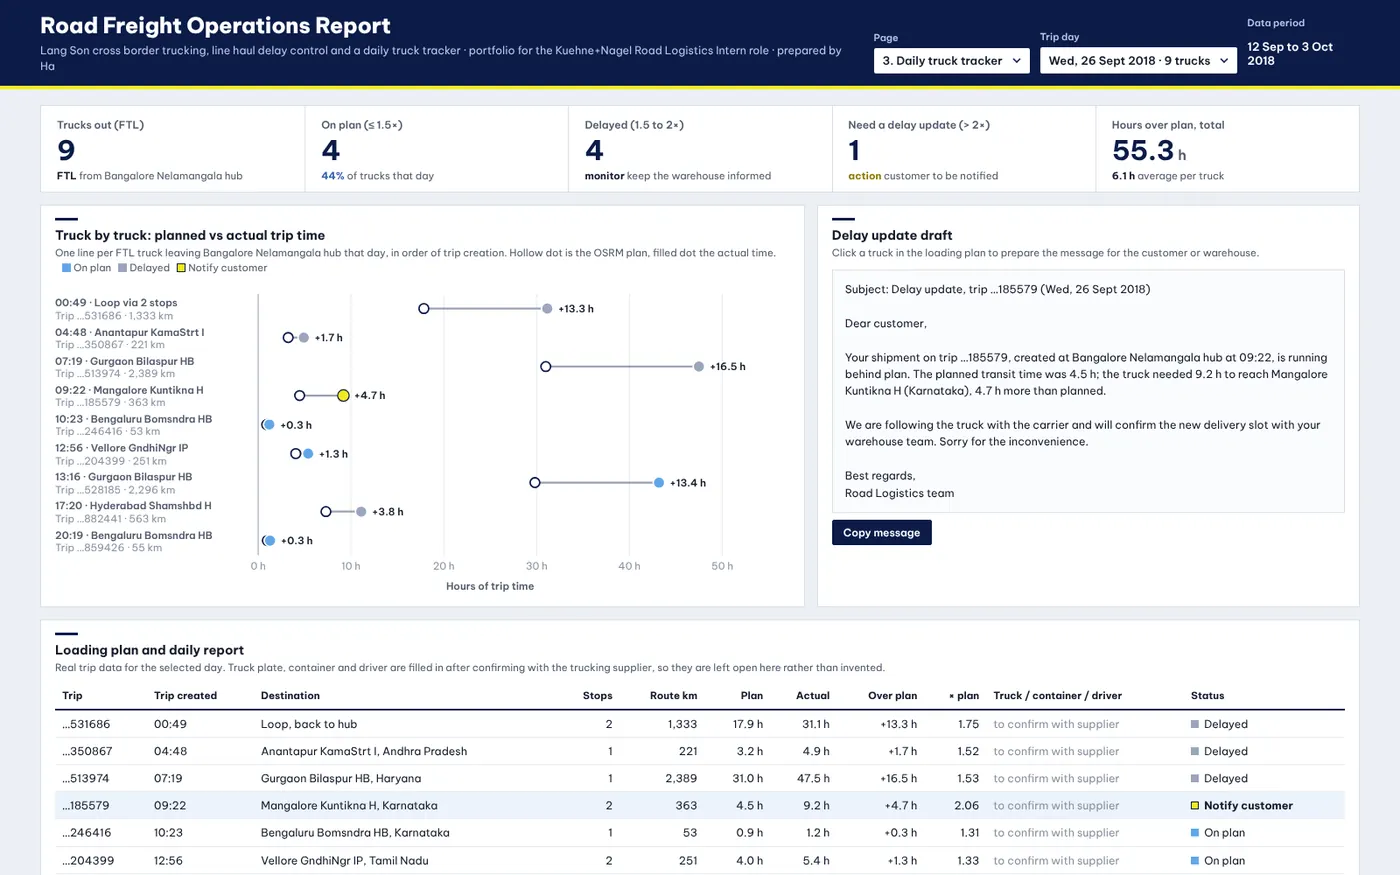 Road Freight Operations Report
Lang Son cross border trucking, line haul delay control and a daily truck tracker · portfolio for the Kuehne+Nagel Road Logistics Intern role · prepared by
Ha
Page
3. Daily truck tracker
Trip day
Wed, 26 Sept 2018 · 9 trucks
Data period
12 Sep to 3 Oct
2018
Trucks out (FTL)
9
FTL from Bangalore Nelamangala hub
On plan (≤ 1.5×)
4
44% of trucks that day
Delayed (1.5 to 2×)
4
monitor keep the warehouse informed
Need a delay update (> 2×)
1
action customer to be notified
Hours over plan, total
55.3 h
6.1 h average per truck
Truck by truck: planned vs actual trip time
One line per FTL truck leaving Bangalore Nelamangala hub that day, in order of trip creation. Hollow dot is the OSRM plan, filled dot the actual time.
On plan Delayed Notify customer
00:49 · Loop via 2 stops
Trip ...531686 · 1,333 km
+13.3 h
04:48 · Anantapur KamaStrt I
Trip ...350867 · 221 km
+1.7 h
07:19 · Gurgaon Bilaspur HB
Trip ...513974 · 2,389 km
+16.5 h
09:22 · Mangalore Kuntikna H
Trip ...185579 · 363 km
+4.7 h
10:23 · Bengaluru Bomsndra HB
Trip ...246416 · 53 km
+0.3 h
12:56 · Vellore GndhiNgr IP
Trip ...204399 · 251 km
+1.3 h
13:16 · Gurgaon Bilaspur HB
Trip ...528185 · 2,296 km
+13.4 h
17:20 · Hyderabad Shamshbd H
Trip ...882441 · 563 km
+3.8 h
20:19 · Bengaluru Bomsndra HB
Trip ...859426 · 55 km
+0.3 h
0 h 10 h 20 h 30 h 40 h 50 h
Hours of trip time
Delay update draft
Click a truck in the loading plan to prepare the message for the customer or warehouse.
Subject: Delay update, trip ...185579 (Wed, 26 Sept 2018)
Dear customer,
Your shipment on trip ...185579, created at Bangalore Nelamangala hub at 09:22, is running
behind plan. The planned transit time was 4.5 h; the truck needed 9.2 h to reach Mangalore
Kuntikna H (Karnataka), 4.7 h more than planned.
We are following the truck with the carrier and will confirm the new delivery slot with your
warehouse team. Sorry for the inconvenience.
Best regards,
Road Logistics team
Copy message
Loading plan and daily report
Real trip data for the selected day. Truck plate, container and driver are filled in after confirming with the trucking supplier, so they are left open here rather than invented.
Trip Trip created Destination Stops Route km Plan Actual Over plan × plan Truck / container / driver Status
...531686 00:49 Loop, back to hub 2 1,333 17.9 h 31.1 h +13.3 h 1.75 to confirm with supplier Delayed
...350867 04:48 Anantapur KamaStrt I, Andhra Pradesh 1 221 3.2 h 4.9 h +1.7 h 1.52 to confirm with supplier Delayed
...513974 07:19 Gurgaon Bilaspur HB, Haryana 1 2,389 31.0 h 47.5 h +16.5 h 1.53 to confirm with supplier Delayed
...185579 09:22 Mangalore Kuntikna H, Karnataka 2 363 4.5 h 9.2 h +4.7 h 2.06 to confirm with supplier Notify customer
...246416 10:23 Bengaluru Bomsndra HB, Karnataka 1 53 0.9 h 1.2 h +0.3 h 1.31 to confirm with supplier On plan
...204399 12:56 Vellore GndhiNgr IP, Tamil Nadu 2 251 4.0 h 5.4 h +1.3 h 1.33 to confirm with supplier On plan